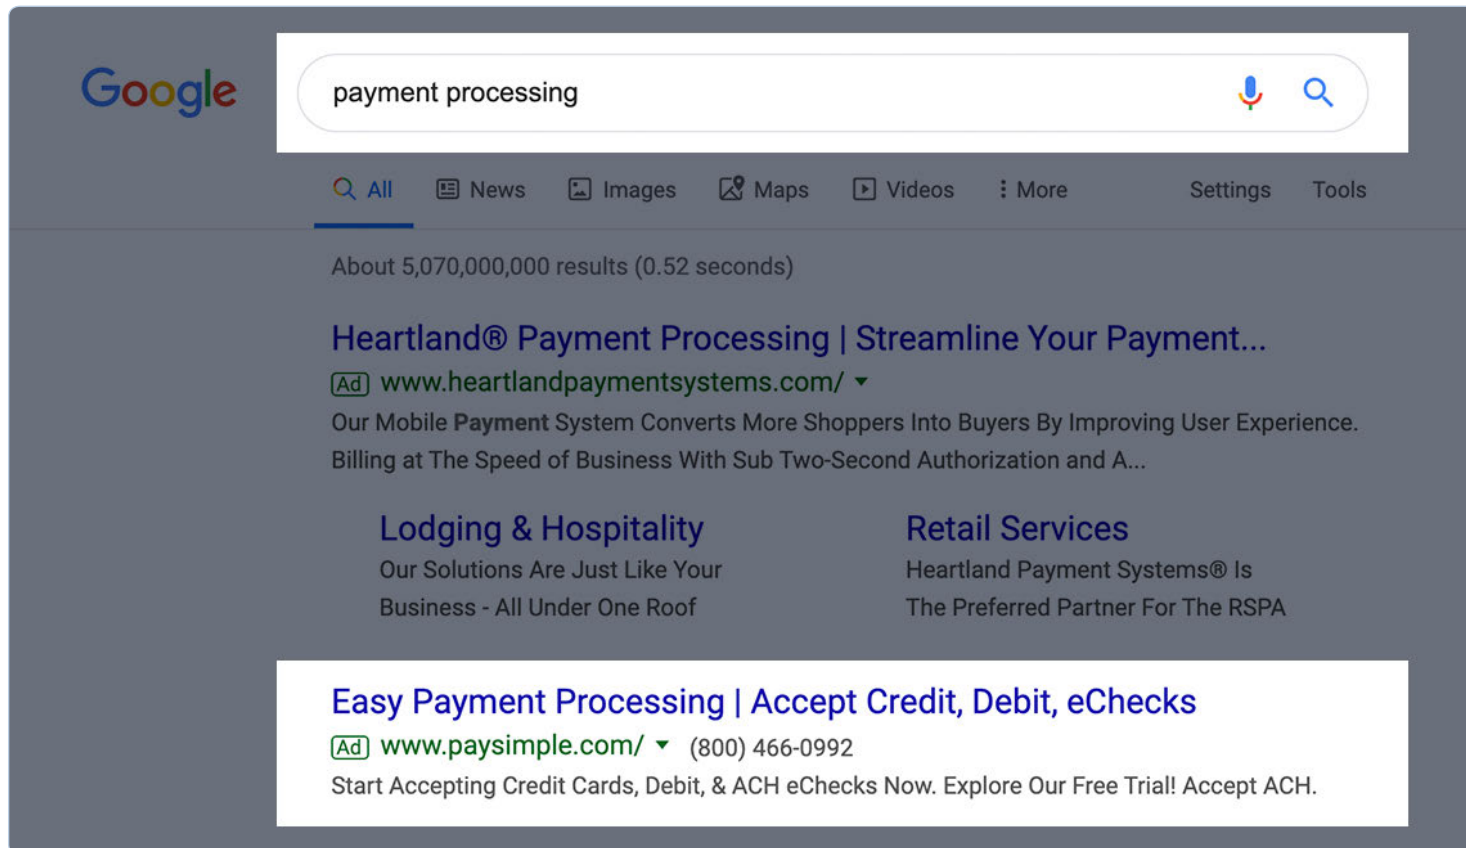 Google
payment processing
All News Images Maps Videos More Settings Tools
About 5,070,000,000 results (0.52 seconds)
Heartland® Payment Processing | Streamline Your Payment...
Ad www.heartlandpaymentsystems.com/
Our Mobile Payment System Converts More Shoppers Into Buyers By Improving User Experience.
Billing at The Speed of Business With Sub Two-Second Authorization and A...
Lodging & Hospitality
Our Solutions Are Just Like Your
Business - All Under One Roof
Retail Services
Heartland Payment Systems® Is
The Preferred Partner For The RSPA
Easy Payment Processing | Accept Credit, Debit, eChecks
Ad www.paysimple.com/ (800) 466-0992
Start Accepting Credit Cards, Debit, & ACH eChecks Now. Explore Our Free Trial! Accept ACH.